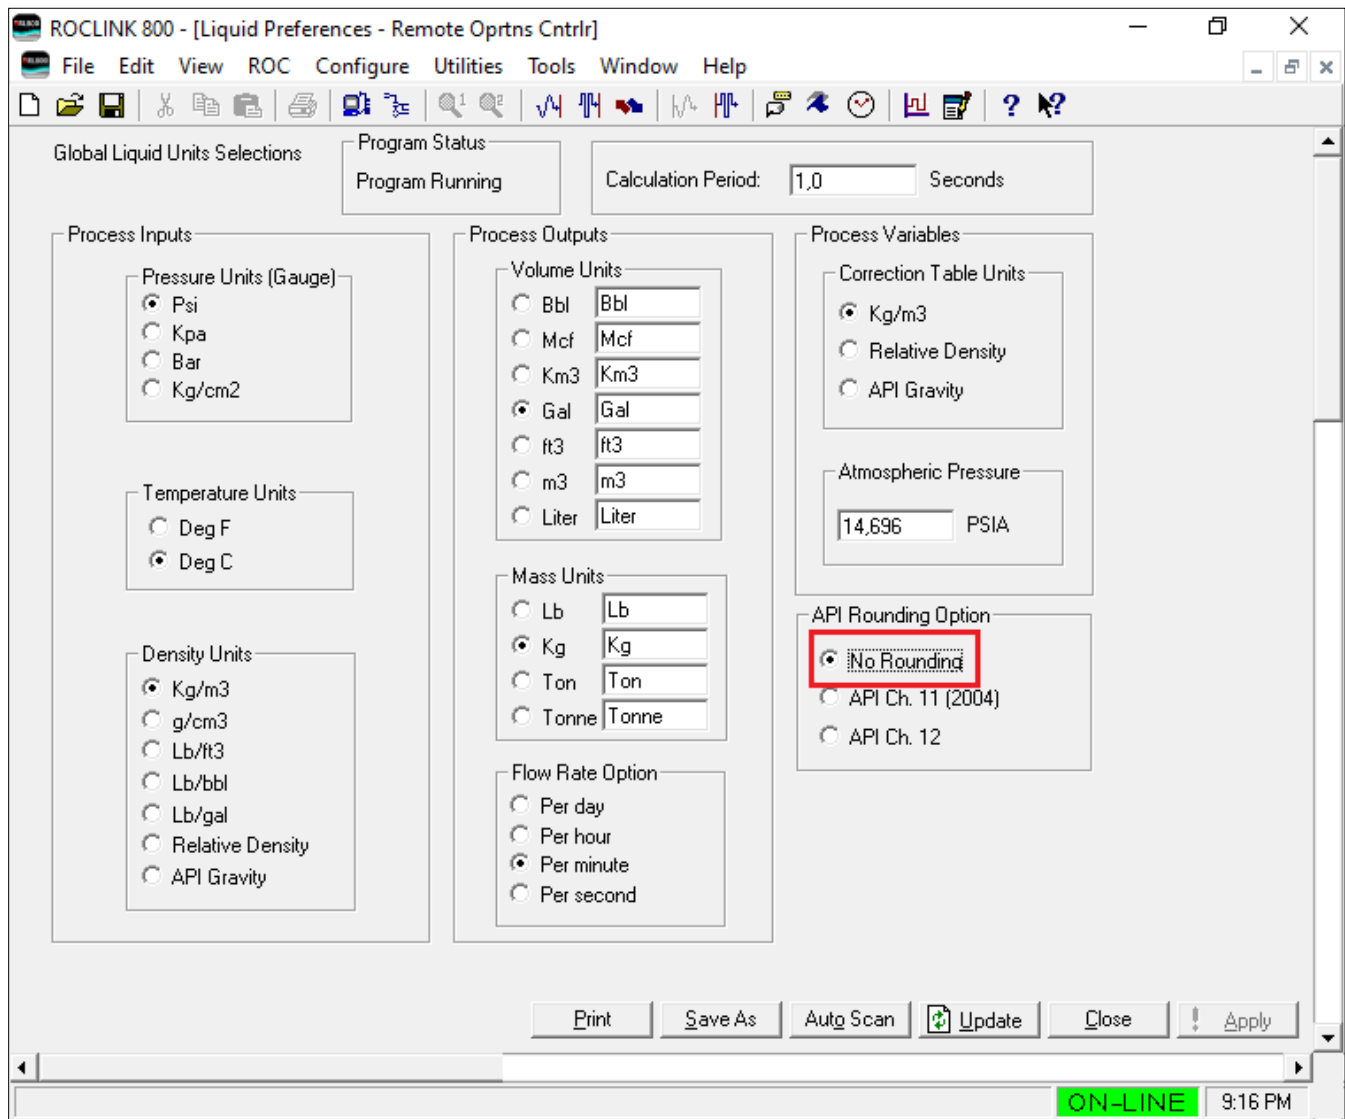 ROCLINK 800 - [Liquid Preferences - Remote Oprtns Cntrlr]
File Edit View ROC Configure Utilities Tools Window Help
Global Liquid Units Selections
Program Status
Program Running
Calculation Period: 1,0 Seconds
Process Inputs
Pressure Units (Gauge)
Psi
Kpa
Bar
Kg/cm2
Temperature Units
Deg F
Deg C
Density Units
Kg/m3
g/cm3
Lb/ft3
Lb/bbl
Lb/gal
Relative Density
API Gravity
Process Outputs
Volume Units
Bbl Bbl
Mcf Mcf
Km3 Km3
Gal Gal
ft3 ft3
m3 m3
Liter Liter
Mass Units
Lb Lb
Kg Kg
Ton Ton
Tonne Tonne
Flow Rate Option
Per day
Per hour
Per minute
Per second
Process Variables
Correction Table Units
Kg/m3
Relative Density
API Gravity
Atmospheric Pressure
14,696 PSIA
API Rounding Option
No Rounding
API Ch. 11 (2004)
API Ch. 12
Print Save As Auto Scan Update Close ! Apply
ON-LINE 9:16 PM